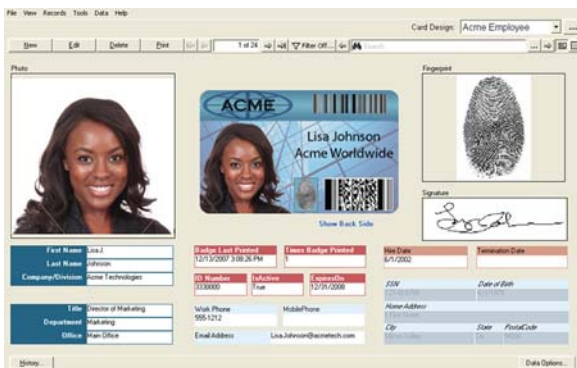 File View Records Tools Data Help
Card Design: Acme Employee
New Edit Delete Print 1 of 24 Filter Off... Search
Photo Fingerprint
ACME
Lisa Johnson
Acme Worldwide
Signature
Show Back Side
First Name Lisa J.
Last Name Johnson
Company/Division Acme Technologies
Title Director of Marketing
Department Marketing
Office Main Office
Badge Last Printed Times Badge Printed
12/13/2007 3:08:26 PM 1
ID Number InActive ExpiresOn
3330000 True 12/31/2008
Work Phone MobilePhone
555-1212
Email Address Lisa.Johnson@acmetech.com
Hire Date Termination Date
6/1/2002
SSN Date of Birth
Home Address
City State PostalCode
History... Data Options...